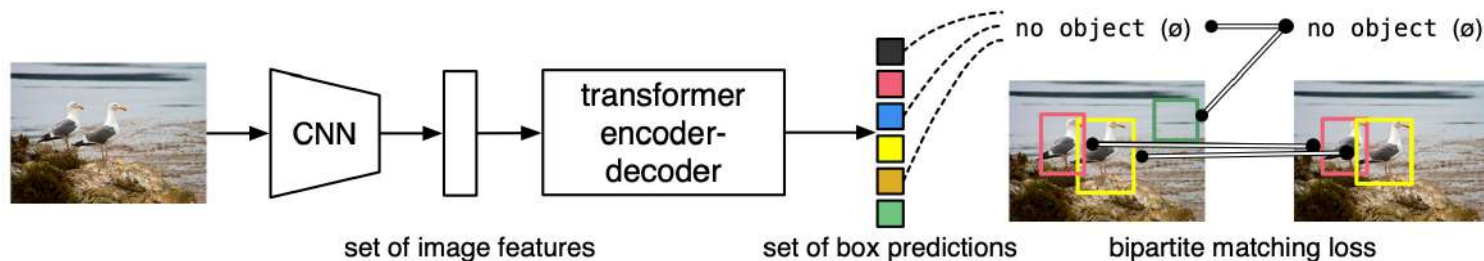 no object (ø)
no object (ø)
CNN
transformer
encoder-
decoder
set of image features
set of box predictions
bipartite matching loss